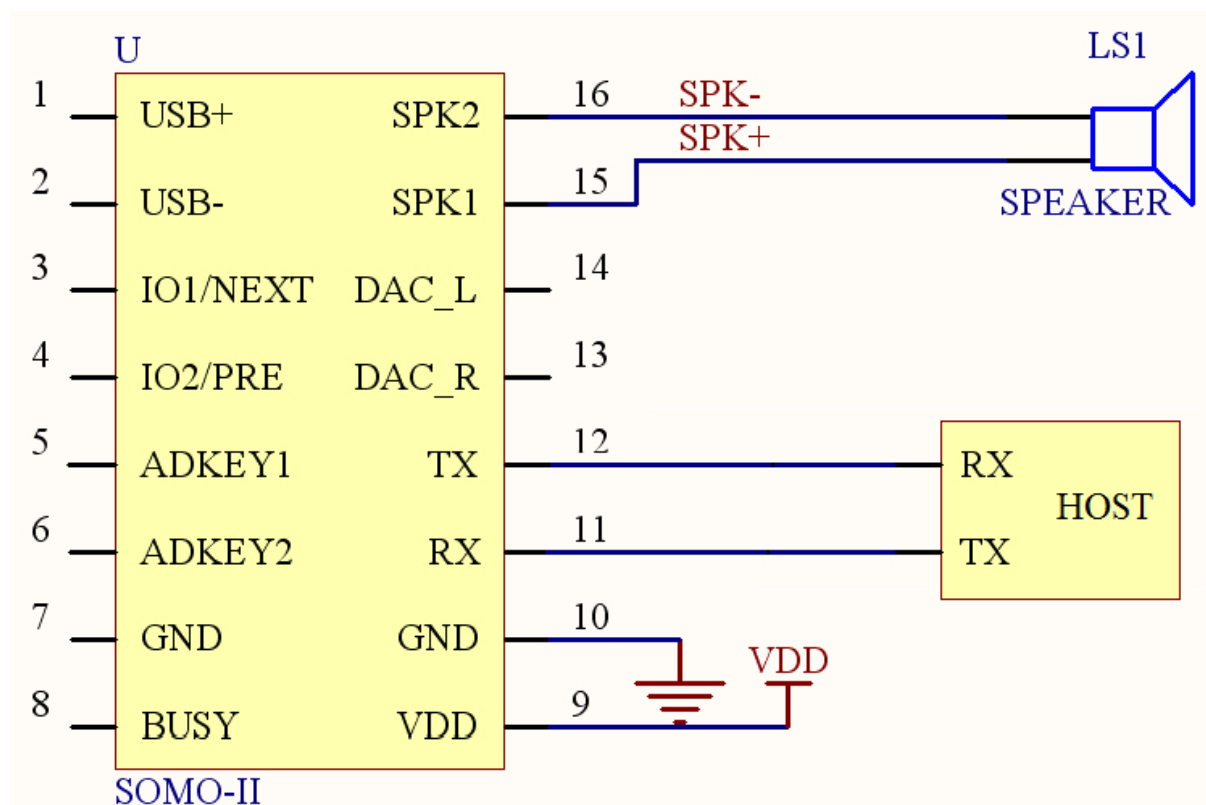 U
LS1
1 USB+ SPK2 16 SPK-
SPK+
2 USB- SPK1 15 SPEAKER
3 IO1/NEXT DAC_L 14
4 IO2/PRE DAC_R 13
5 ADKEY1 TX 12 RX
HOST
6 ADKEY2 RX 11 TX
7 GND GND 10
VDD
8 BUSY VDD 9
SOMO-II